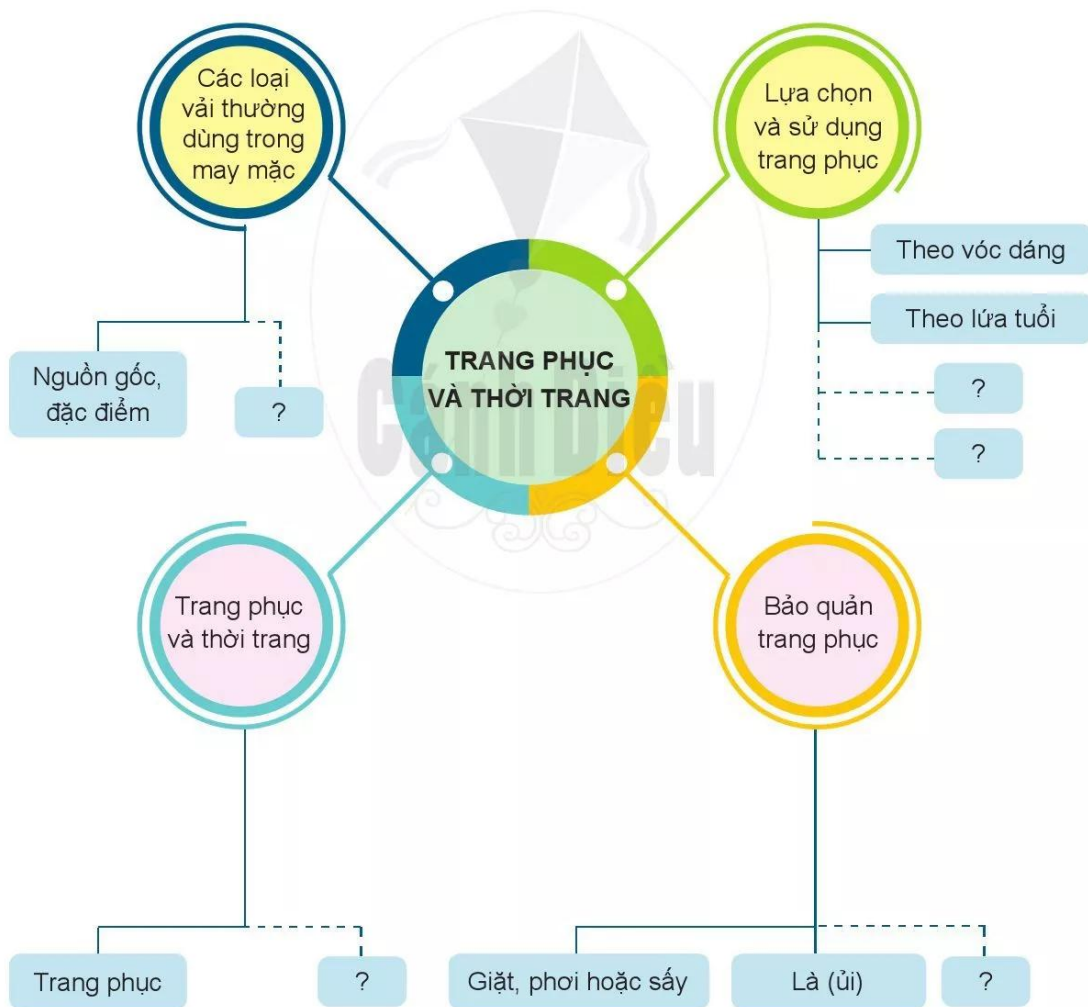 Các loại
vải thường
dùng trong
may mặc
Nguồn gốc,
đặc điểm
?
Lựa chọn
và sử dụng
trang phục
Theo vóc dáng
Theo lứa tuổi
?
?
TRANG PHỤC
VÀ THỜI TRANG
Cánh Diều
Trang phục
và thời trang
Trang phục
?
Bảo quản
trang phục
Giặt, phơi hoặc sấy
Là (ủi)
?